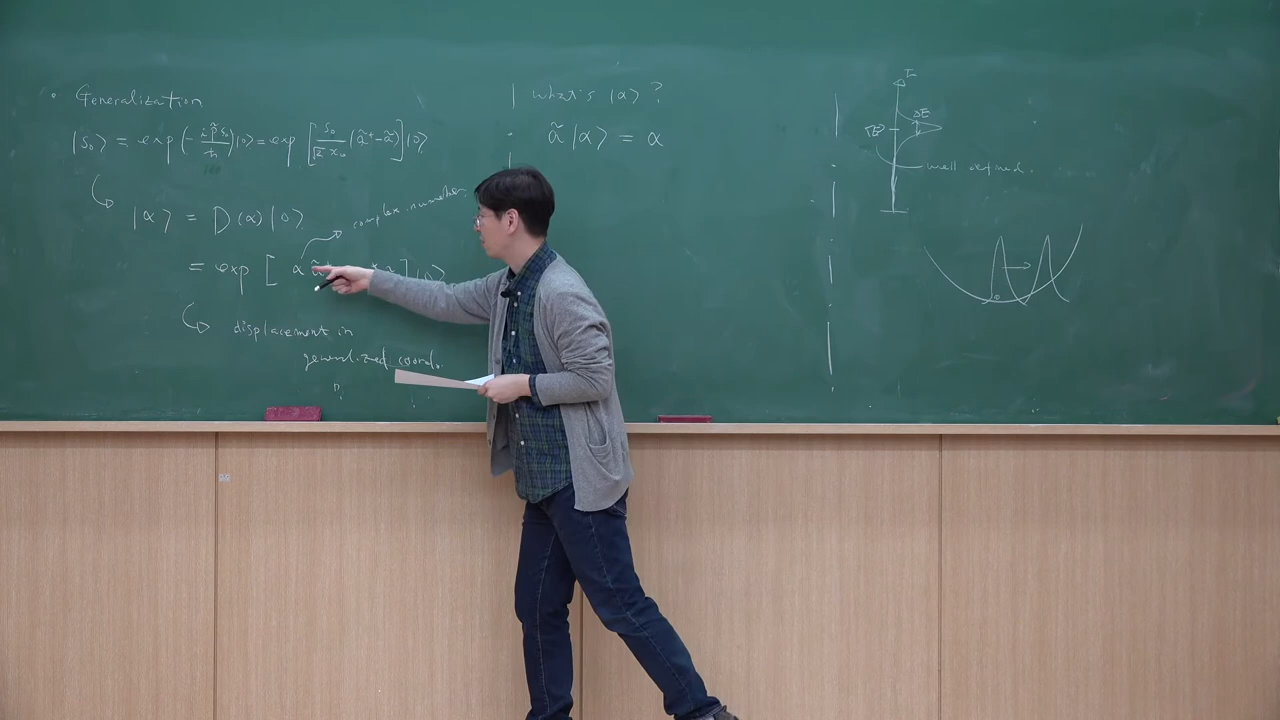 • Generalization
|S₀⟩ = exp(-i p̃ S₀/ħ)|0⟩ = exp[S₀/(√2 x₀) (ã⁺-ã)]|0⟩
|α⟩ = D(α)|0⟩
complex number
= exp [ α ã
]|0⟩
displacement in
generalized coords.
?
what's |α⟩ ?
ã|α⟩ = α
E
ΔE
⟨E⟩
well defined.